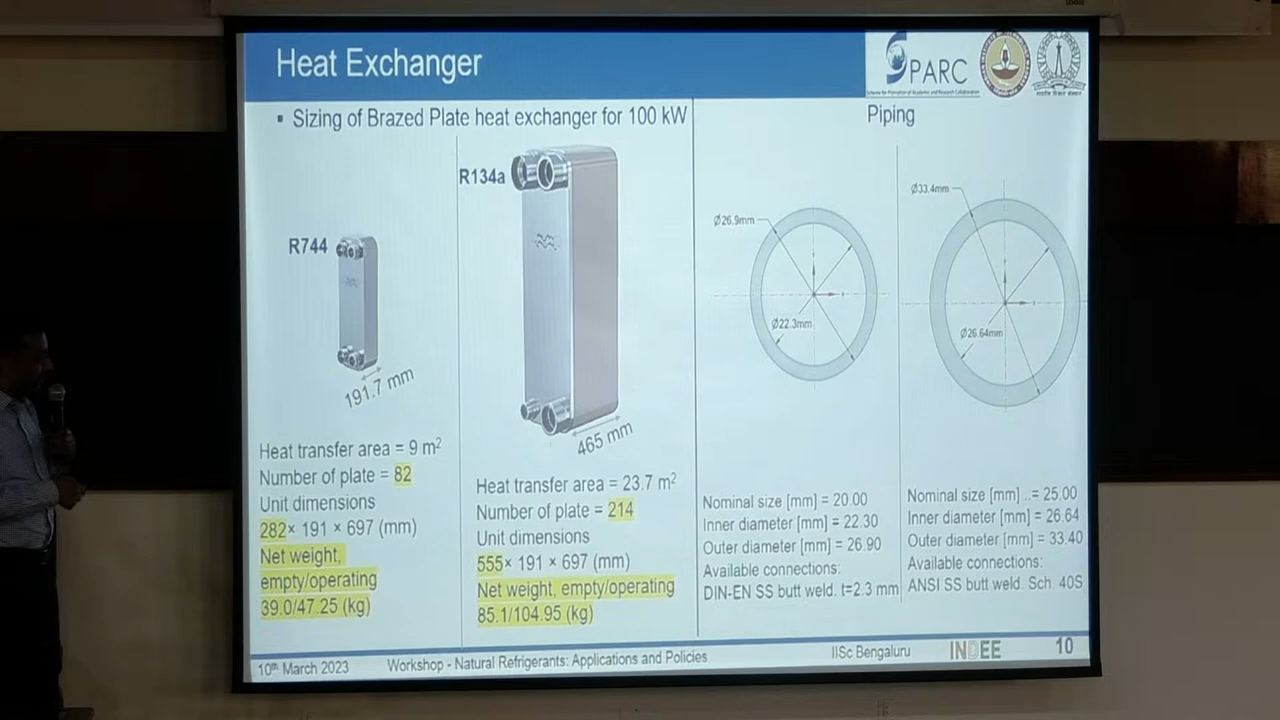 Heat Exchanger
SPARC
▪ Sizing of Brazed Plate heat exchanger for 100 kW
Piping
R744
191.7 mm
Heat transfer area = 9 m²
Number of plate = 82
Unit dimensions
282× 191 × 697 (mm)
Net weight,
empty/operating
39.0/47.25 (kg)
R134a
465 mm
Heat transfer area = 23.7 m²
Number of plate = 214
Unit dimensions
555× 191 × 697 (mm)
Net weight, empty/operating
85.1/104.95 (kg)
Ø26.9mm
Ø22.3mm
Nominal size [mm] = 20.00
Inner diameter [mm] = 22.30
Outer diameter [mm] = 26.90
Available connections:
DIN-EN SS butt weld. t=2.3 mm
Ø33.4mm
Ø26.64mm
Nominal size [mm] ..= 25.00
Inner diameter [mm] = 26.64
Outer diameter [mm] = 33.40
Available connections:
ANSI SS butt weld. Sch. 40S
10th March 2023
Workshop - Natural Refrigerants: Applications and Policies
IISc Bengaluru
INDEE
10